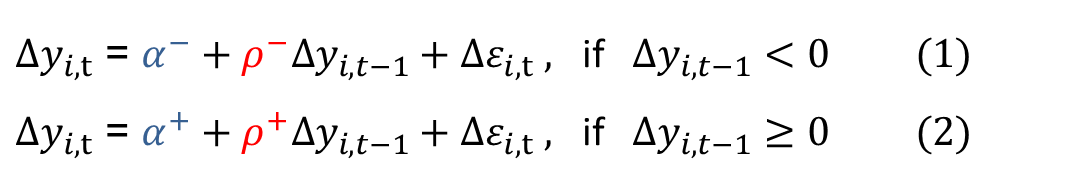 Δy_{i,t} = α⁻ + ρ⁻Δy_{i,t−1} + Δε_{i,t} , if Δy_{i,t−1} < 0 (1)
Δy_{i,t} = α⁺ + ρ⁺Δy_{i,t−1} + Δε_{i,t} , if Δy_{i,t−1} ≥ 0 (2)